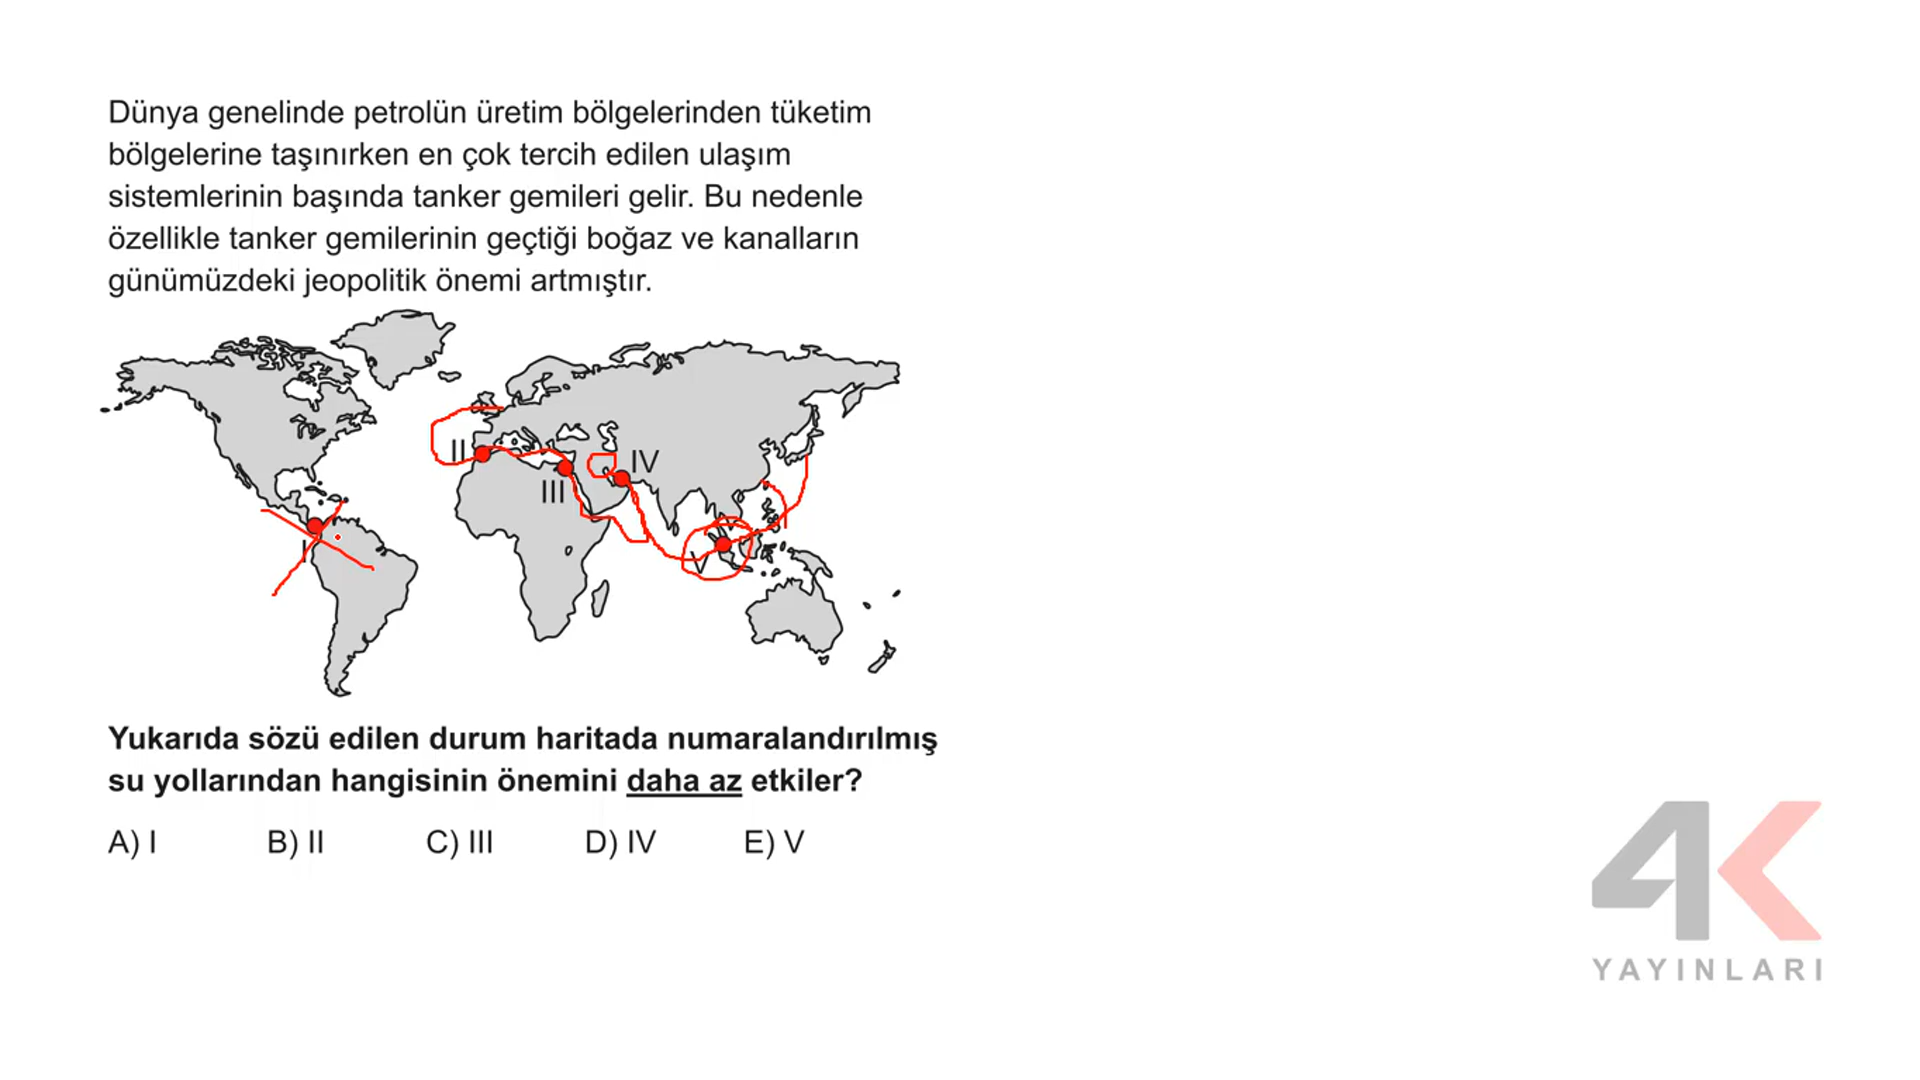 Dünya genelinde petrolün üretim bölgelerinden tüketim
bölgelerine taşınırken en çok tercih edilen ulaşım
sistemlerinin başında tanker gemileri gelir. Bu nedenle
özellikle tanker gemilerinin geçtiği boğaz ve kanalların
günümüzdeki jeopolitik önemi artmıştır.
II
IV
III
I
V
Yukarıda sözü edilen durum haritada numaralandırılmış
su yollarından hangisinin önemini daha az etkiler?
A) I B) II C) III D) IV E) V
4K
YAYINLARI